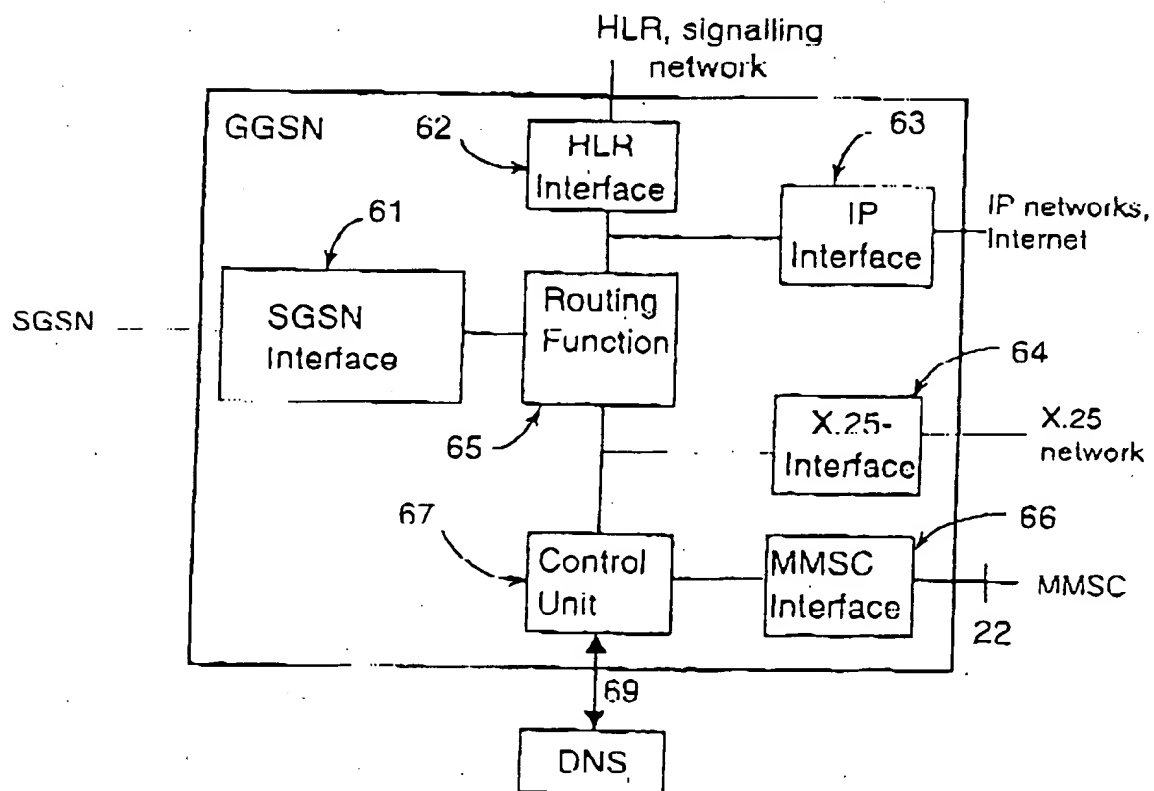 HLR, signalling
network
GGSN
62
HLR
Interface
63
IP
Interface
IP networks,
Internet
61
SGSN
SGSN
Interface
Routing
Function
65
64
X.25-
Interface
X.25
network
67
Control
Unit
66
MMSC
Interface
MMSC
22
69
DNS